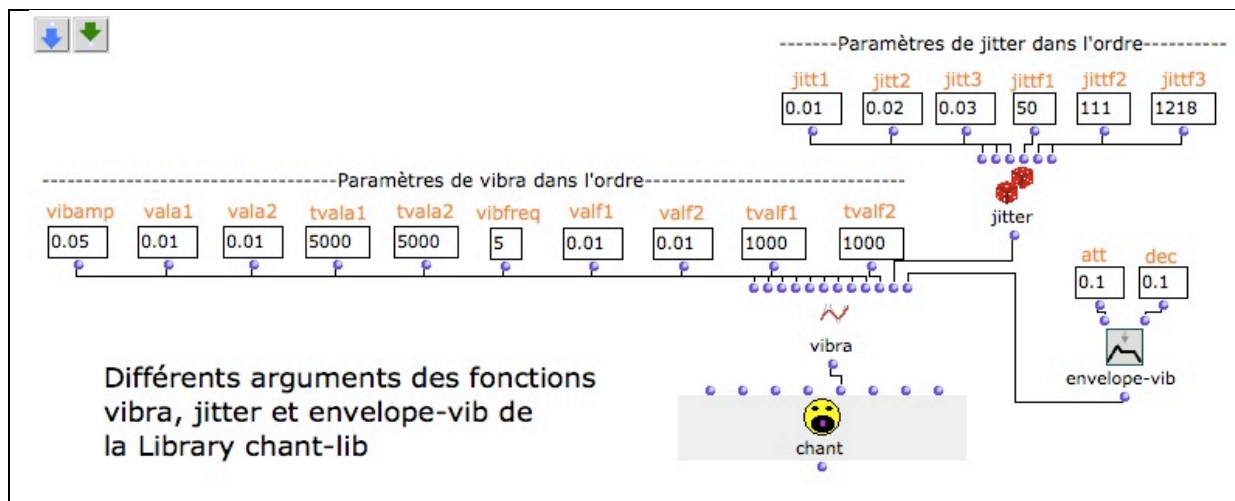 -------Paramètres de jitter dans l'ordre----------
jitt1 jitt2 jitt3 jittf1 jittf2 jittf3
0.01 0.02 0.03 50 111 1218
jitter
--------------------------------Paramètres de vibra dans l'ordre----------------------------
vibamp vala1 vala2 tvala1 tvala2 vibfreq valf1 valf2 tvalf1 tvalf2
0.05 0.01 0.01 5000 5000 5 0.01 0.01 1000 1000
att dec
0.1 0.1
envelope-vib
vibra
chant
Différents arguments des fonctions
vibra, jitter et envelope-vib de
la Library chant-lib